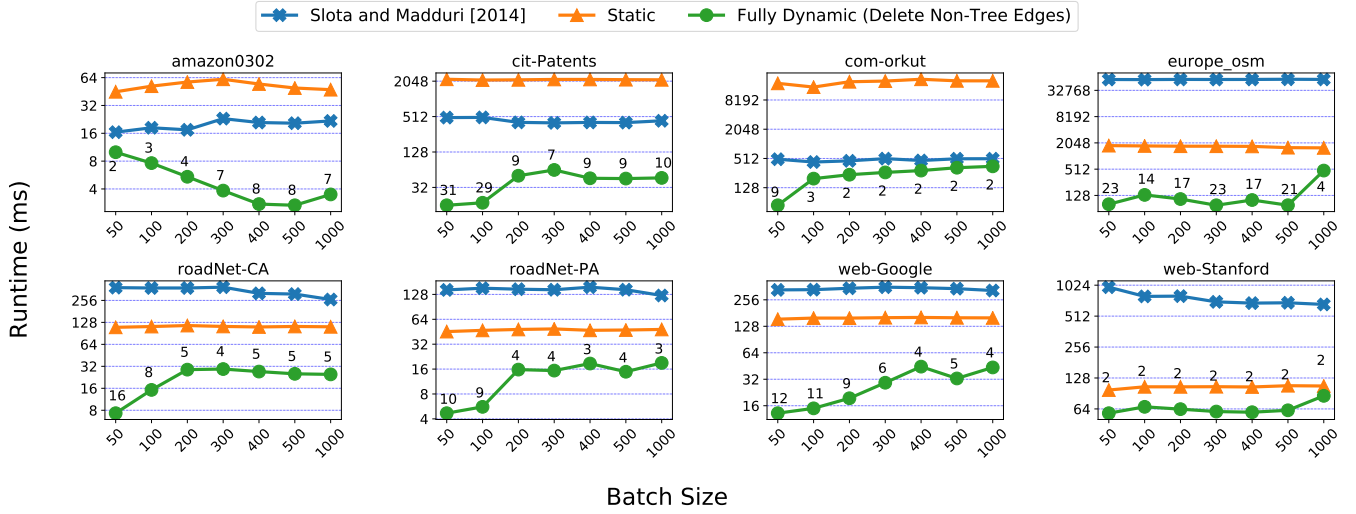 Slota and Madduri [2014] Static Fully Dynamic (Delete Non-Tree Edges)
Runtime (ms)
amazon0302
64
32
16
8
4
2 3 4 7 8 8 7
50 100 200 300 400 500 1000
cit-Patents
2048
512
128
32
31 29 9 7 9 9 10
50 100 200 300 400 500 1000
com-orkut
8192
2048
512
128
9 3 2 2 2 2 2
50 100 200 300 400 500 1000
europe_osm
32768
8192
2048
512
128
23 14 17 23 17 21 4
50 100 200 300 400 500 1000
roadNet-CA
256
128
64
32
16
8
16 8 5 4 5 5 5
50 100 200 300 400 500 1000
roadNet-PA
128
64
32
16
8
4
10 9 4 4 3 4 3
50 100 200 300 400 500 1000
web-Google
256
128
64
32
16
12 11 9 6 4 5 4
50 100 200 300 400 500 1000
web-Stanford
1024
512
256
128
64
2 2 2 2 2 2 2
50 100 200 300 400 500 1000
Batch Size